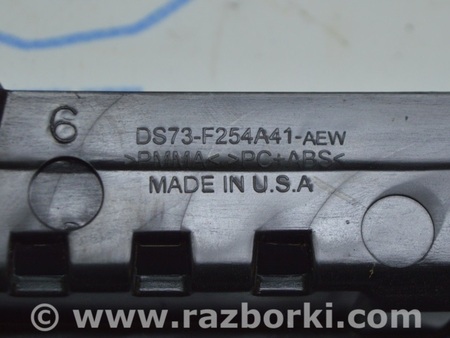 6
DS73-F254A41-AEW
>PMMA< >PC+ABS<
MADE IN U.S.A
© www.razborki.com